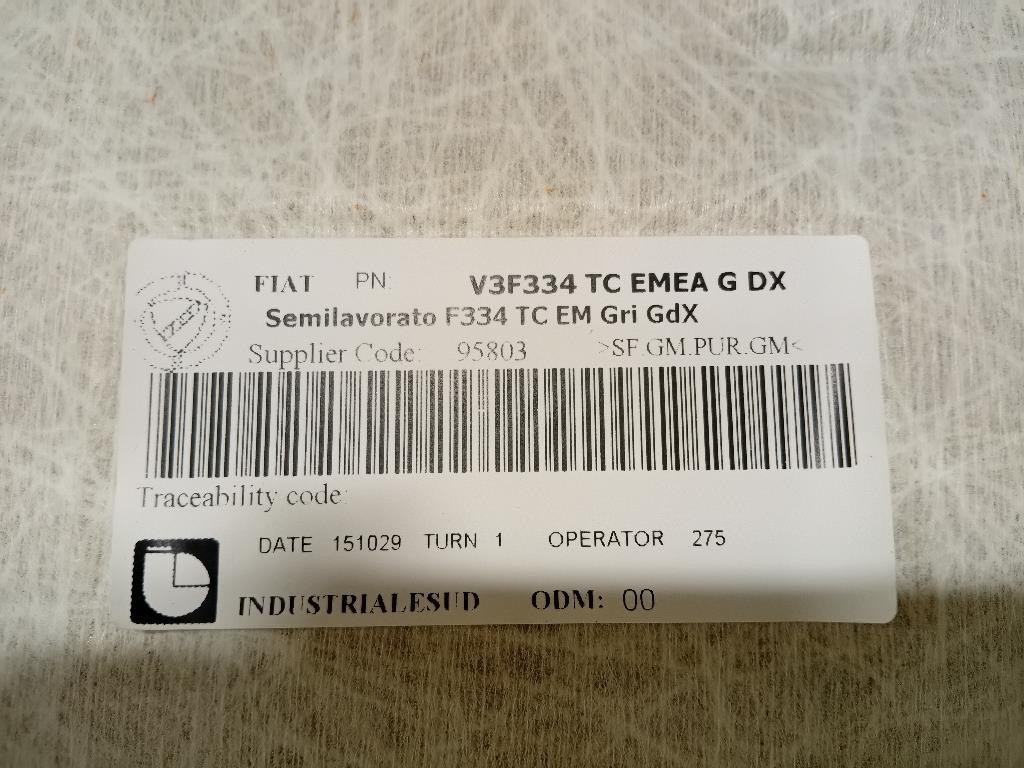 FIAT PN: V3F334 TC EMEA G DX
Semilavorato F334 TC EM Gri GdX
Supplier Code: 95803 >SF.GM.PUR.GM<
Traceability code:
DATE 151029 TURN 1 OPERATOR 275
INDUSTRIALESUD ODM: 00